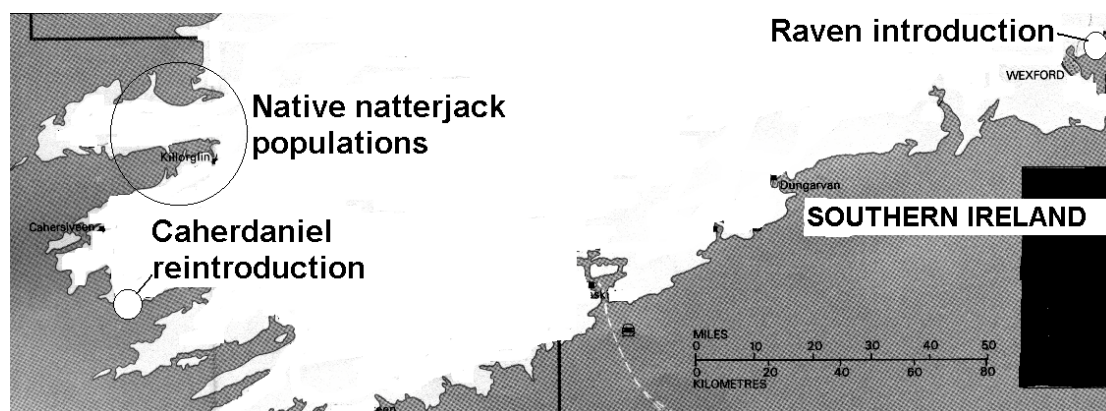 Raven introduction
WEXFORD
Native natterjack
populations
Killorglin
Dungarvan
Cahersiveen
SOUTHERN IRELAND
Caherdaniel
reintroduction
MILES
0 10 20 30 40 50
0 20 40 60 80
KILOMETRES